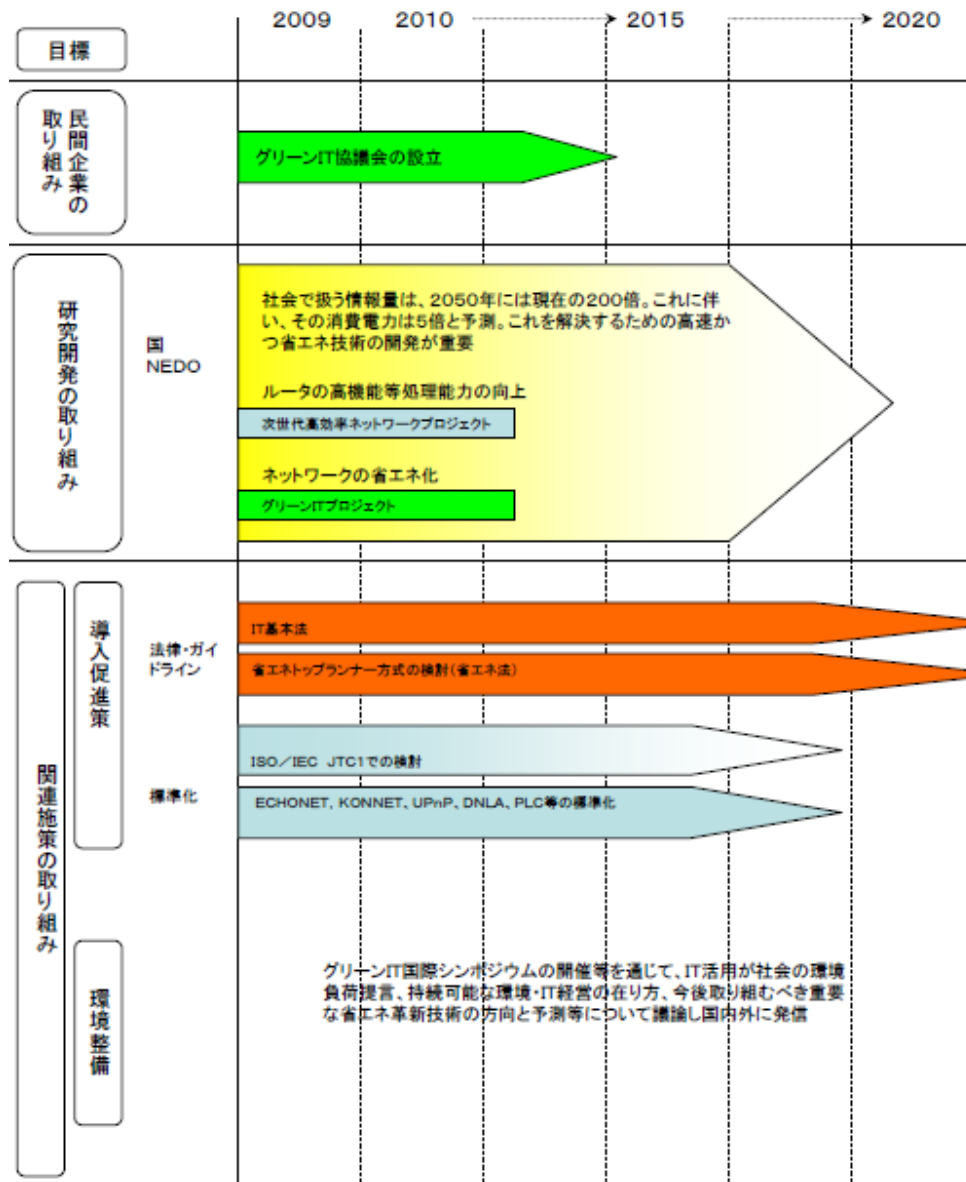 2009
2010
2015
2020
目標
民間企業の
取り組み
グリーンIT協議会の設立
研究開発の取り組み
国
NEDO
社会で扱う情報量は、2050年には現在の200倍。これに伴
い、その消費電力は5倍と予測。これを解決するための高速か
つ省エネ技術の開発が重要
ルータの高機能等処理能力の向上
次世代高効率ネットワークプロジェクト
ネットワークの省エネ化
グリーンITプロジェクト
関連施策の取り組み
導入促進策
法律・ガイ
ドライン
IT基本法
省エネトップランナー方式の検討(省エネ法)
標準化
ISO/IEC JTC1での検討
ECHONET、KONNET、UPnP、DNLA、PLC等の標準化
環境整備
グリーンIT国際シンポジウムの開催等を通じて、IT活用が社会の環境
負荷提言、持続可能な環境・IT経営の在り方、今後取り組むべき重要
な省エネ革新技術の方向と予測等について議論し国内外に発信